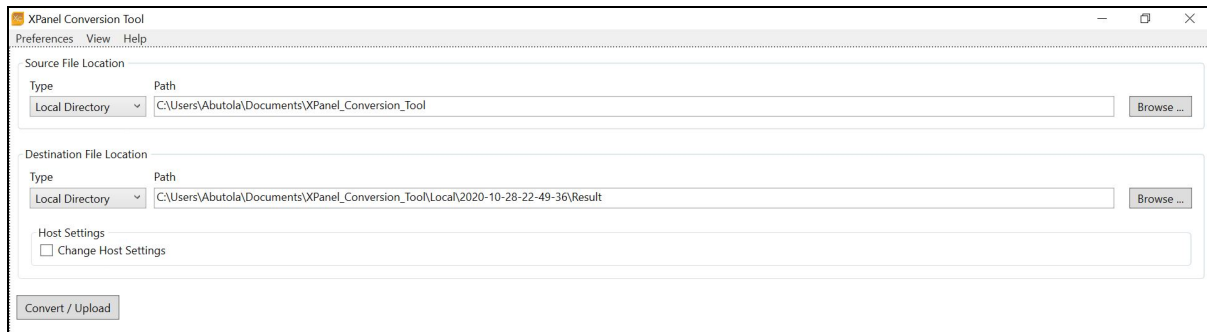 XPanel Conversion Tool
Preferences View Help
Source File Location
Type Path
Local Directory C:\Users\Abutola\Documents\XPanel_Conversion_Tool Browse ...
Destination File Location
Type Path
Local Directory C:\Users\Abutola\Documents\XPanel_Conversion_Tool\Local\2020-10-28-22-49-36\Result Browse ...
Host Settings
Change Host Settings
Convert / Upload